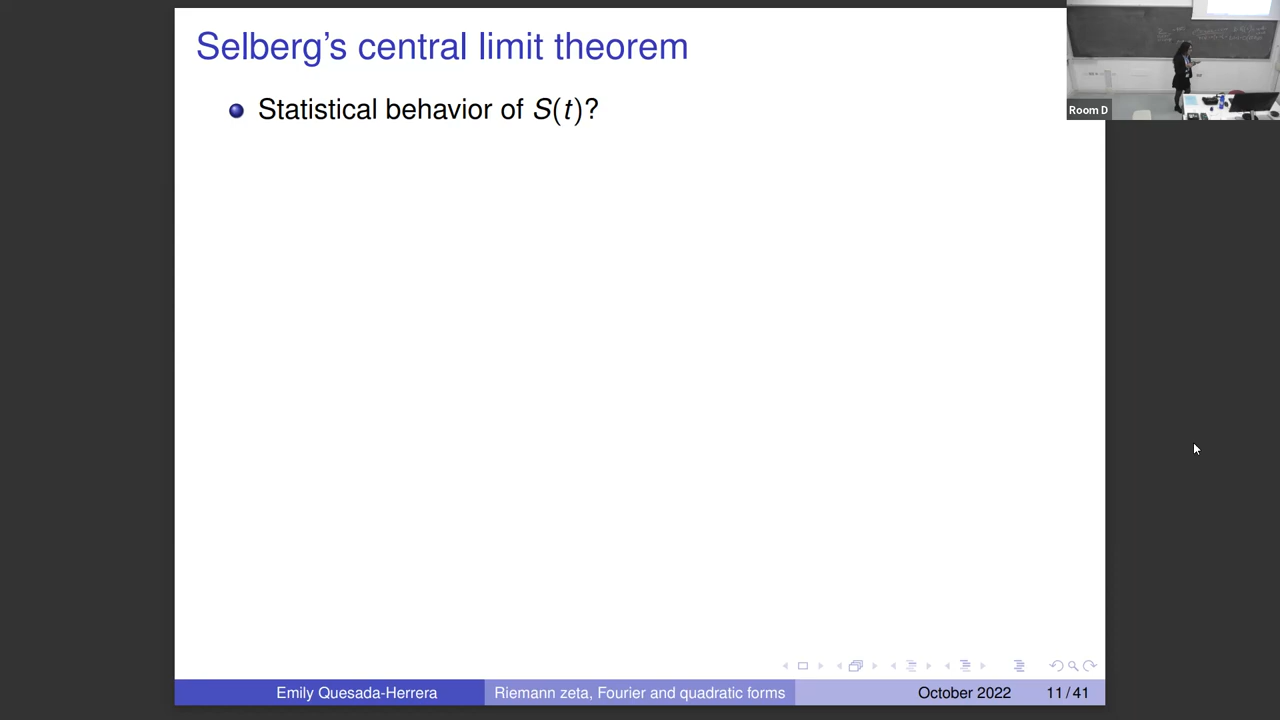 Selberg's central limit theorem
Statistical behavior of S(t)?
Room D
Emily Quesada-Herrera
Riemann zeta, Fourier and quadratic forms
October 2022
11 / 41